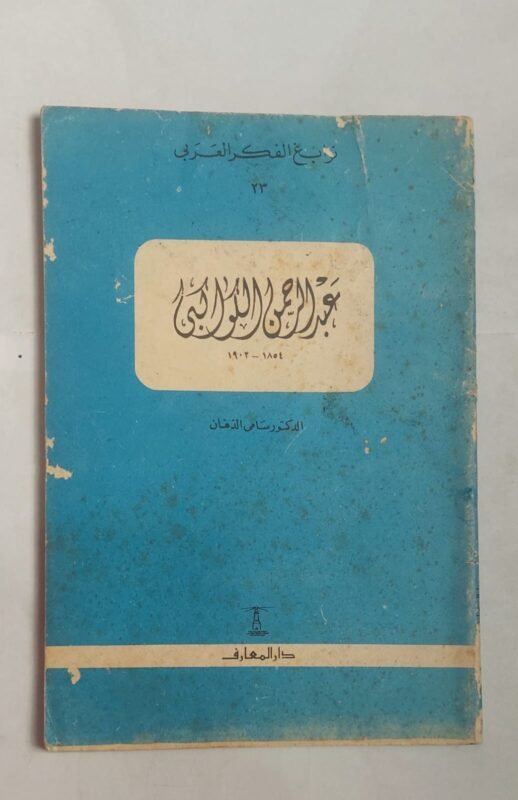 نوابغ الفكر العربي
٢٣
عبد الرحمن الكواكبي
١٨٥٤ - ١٩٠٢
الدكتور سامي الدهان
دار المعارف